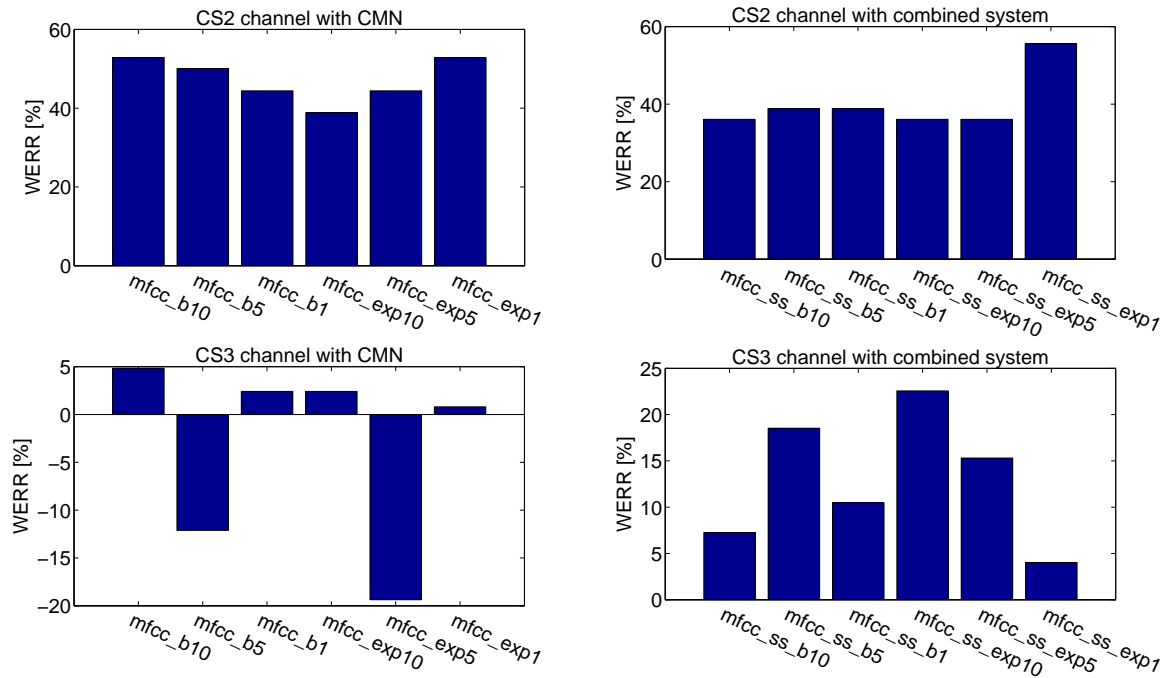 CS2 channel with CMN
WERR [%]
60
40
20
0
mfcc_b10
mfcc_b5
mfcc_b1
mfcc_exp10
mfcc_exp5
mfcc_exp1
CS2 channel with combined system
WERR [%]
60
40
20
0
mfcc_ss_b10
mfcc_ss_b5
mfcc_ss_b1
mfcc_ss_exp10
mfcc_ss_exp5
mfcc_ss_exp1
CS3 channel with CMN
WERR [%]
5
0
−5
−10
−15
−20
mfcc_b10
mfcc_b5
mfcc_b1
mfcc_exp10
mfcc_exp5
mfcc_exp1
CS3 channel with combined system
WERR [%]
25
20
15
10
5
0
mfcc_ss_b10
mfcc_ss_b5
mfcc_ss_b1
mfcc_ss_exp10
mfcc_ss_exp5
mfcc_ss_exp1